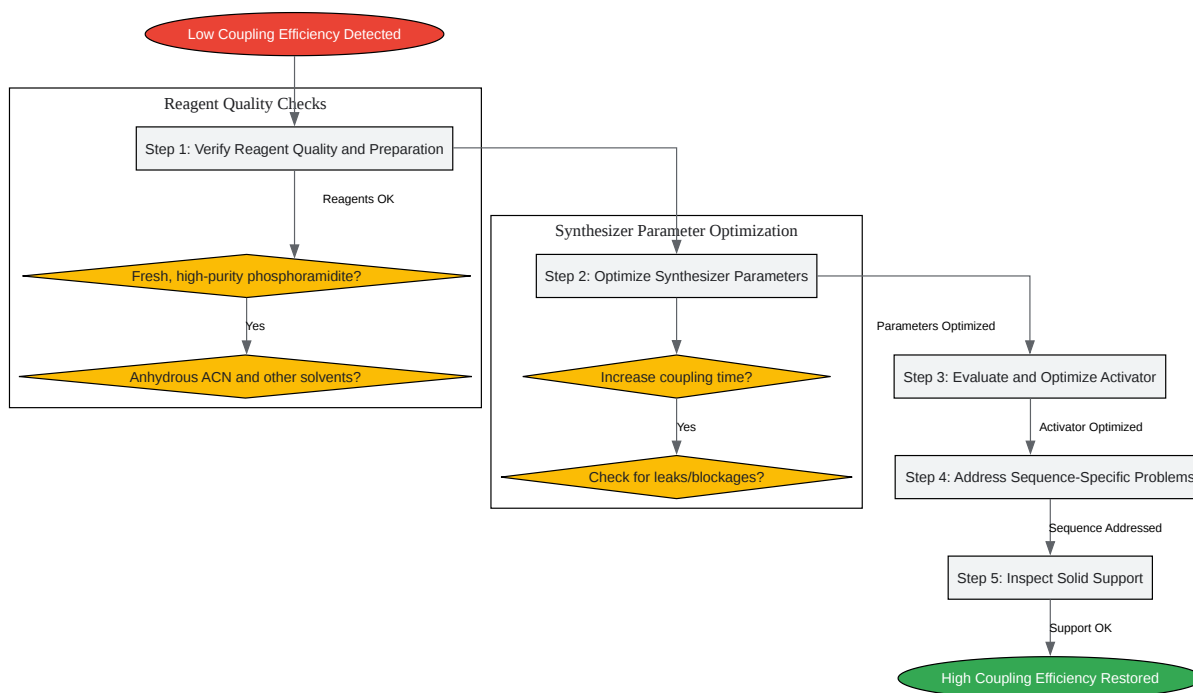 Low Coupling Efficiency Detected
Reagent Quality Checks
Step 1: Verify Reagent Quality and Preparation
Reagents OK
Fresh, high-purity phosphoramidite?
Yes
Anhydrous ACN and other solvents?
Synthesizer Parameter Optimization
Step 2: Optimize Synthesizer Parameters
Increase coupling time?
Yes
Check for leaks/blockages?
Parameters Optimized
Step 3: Evaluate and Optimize Activator
Activator Optimized
Step 4: Address Sequence-Specific Problems
Sequence Addressed
Step 5: Inspect Solid Support
Support OK
High Coupling Efficiency Restored